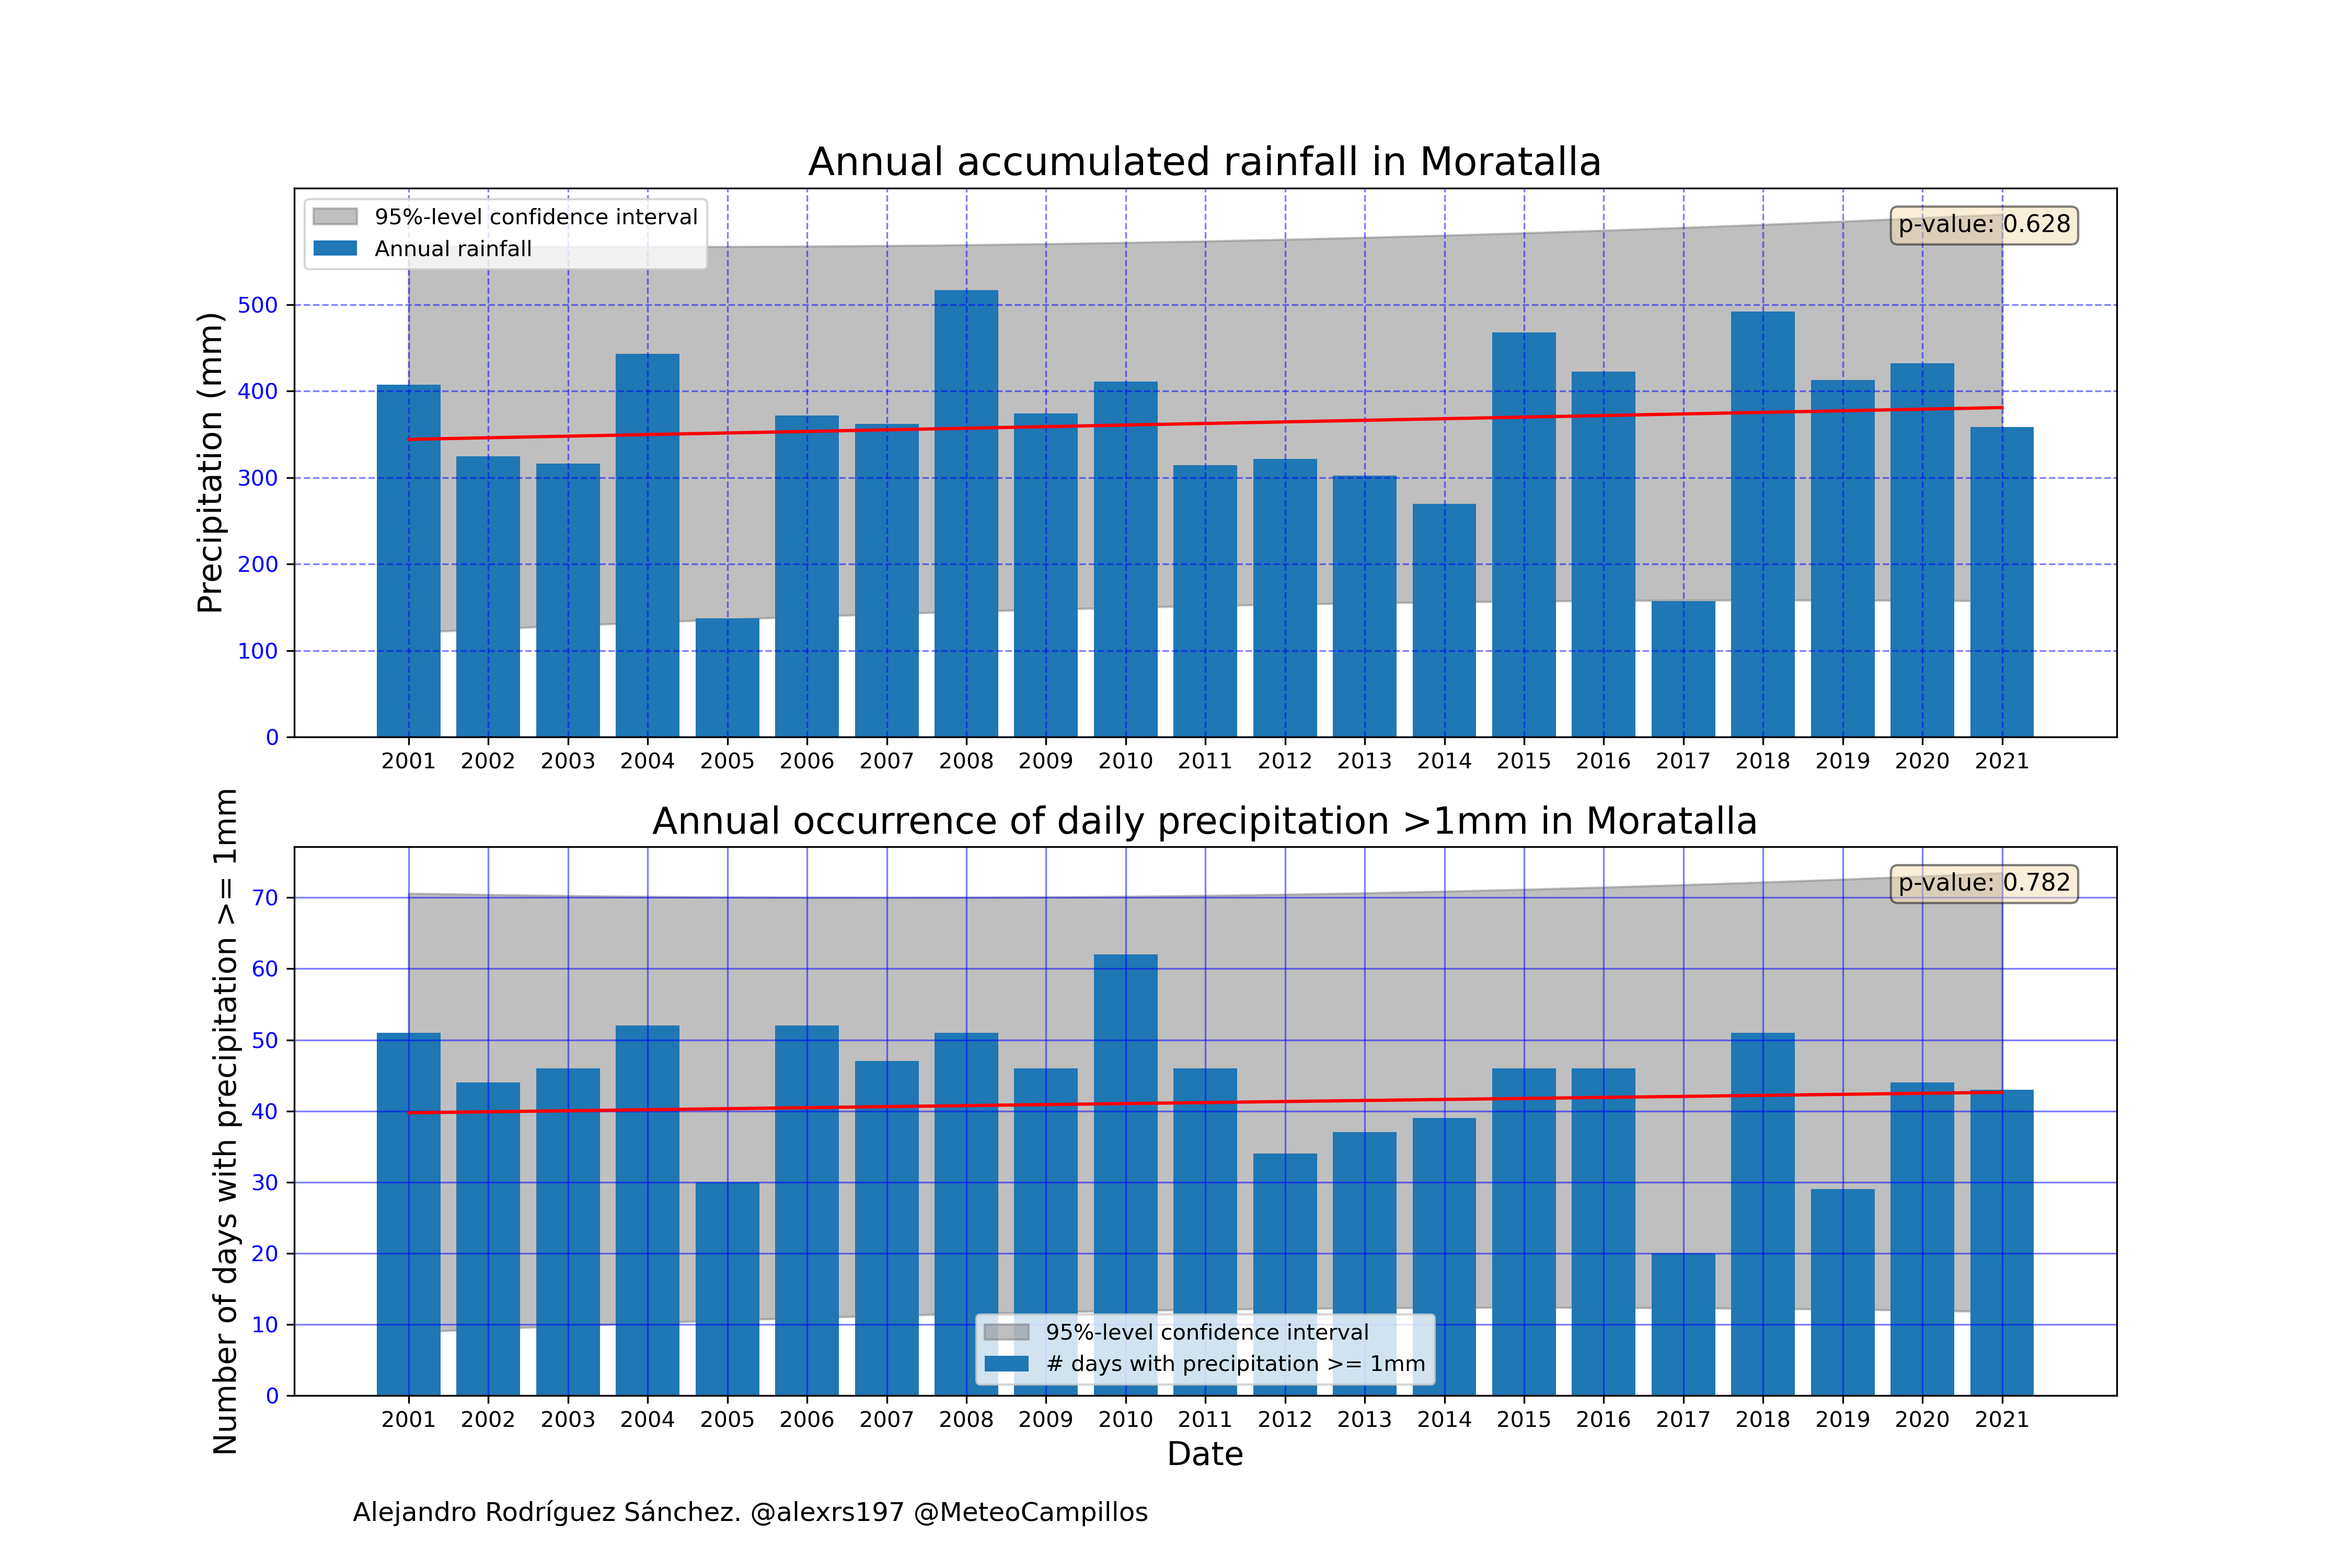 Annual accumulated rainfall in Moratalla
95%-level confidence interval
Annual rainfall
p-value: 0.628
Precipitation (mm)
500
400
300
200
100
0
2001 2002 2003 2004 2005 2006 2007 2008 2009 2010 2011 2012 2013 2014 2015 2016 2017 2018 2019 2020 2021
Annual occurrence of daily precipitation >1mm in Moratalla
p-value: 0.782
Number of days with precipitation >= 1mm
70
60
50
40
30
20
10
0
95%-level confidence interval
# days with precipitation >= 1mm
2001 2002 2003 2004 2005 2006 2007 2008 2009 2010 2011 2012 2013 2014 2015 2016 2017 2018 2019 2020 2021
Date
Alejandro Rodríguez Sánchez. @alexrs197 @MeteoCampillos